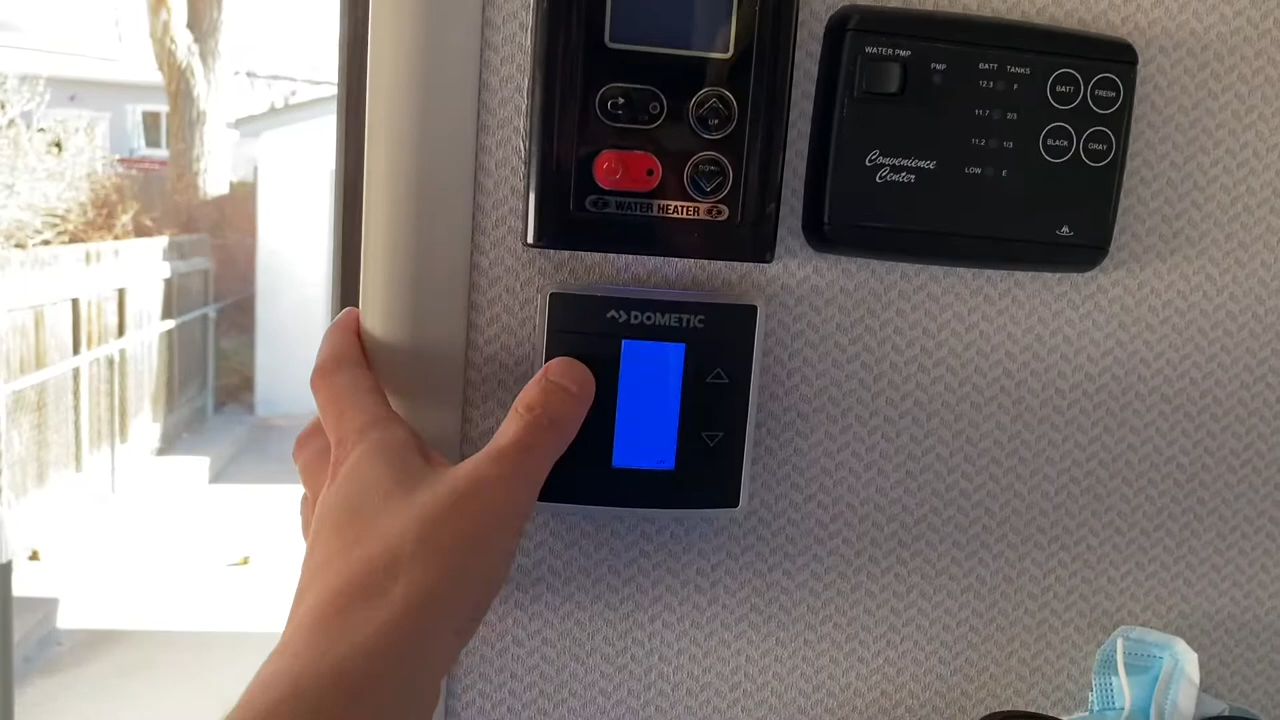 UP
DOWN
WATER HEATER
WATER PMP
PMP
BATT TANKS
12.3 F
11.7 2/3
11.2 1/3
LOW E
BATT
FRESH
BLACK
GRAY
Convenience
Center
DOMETIC